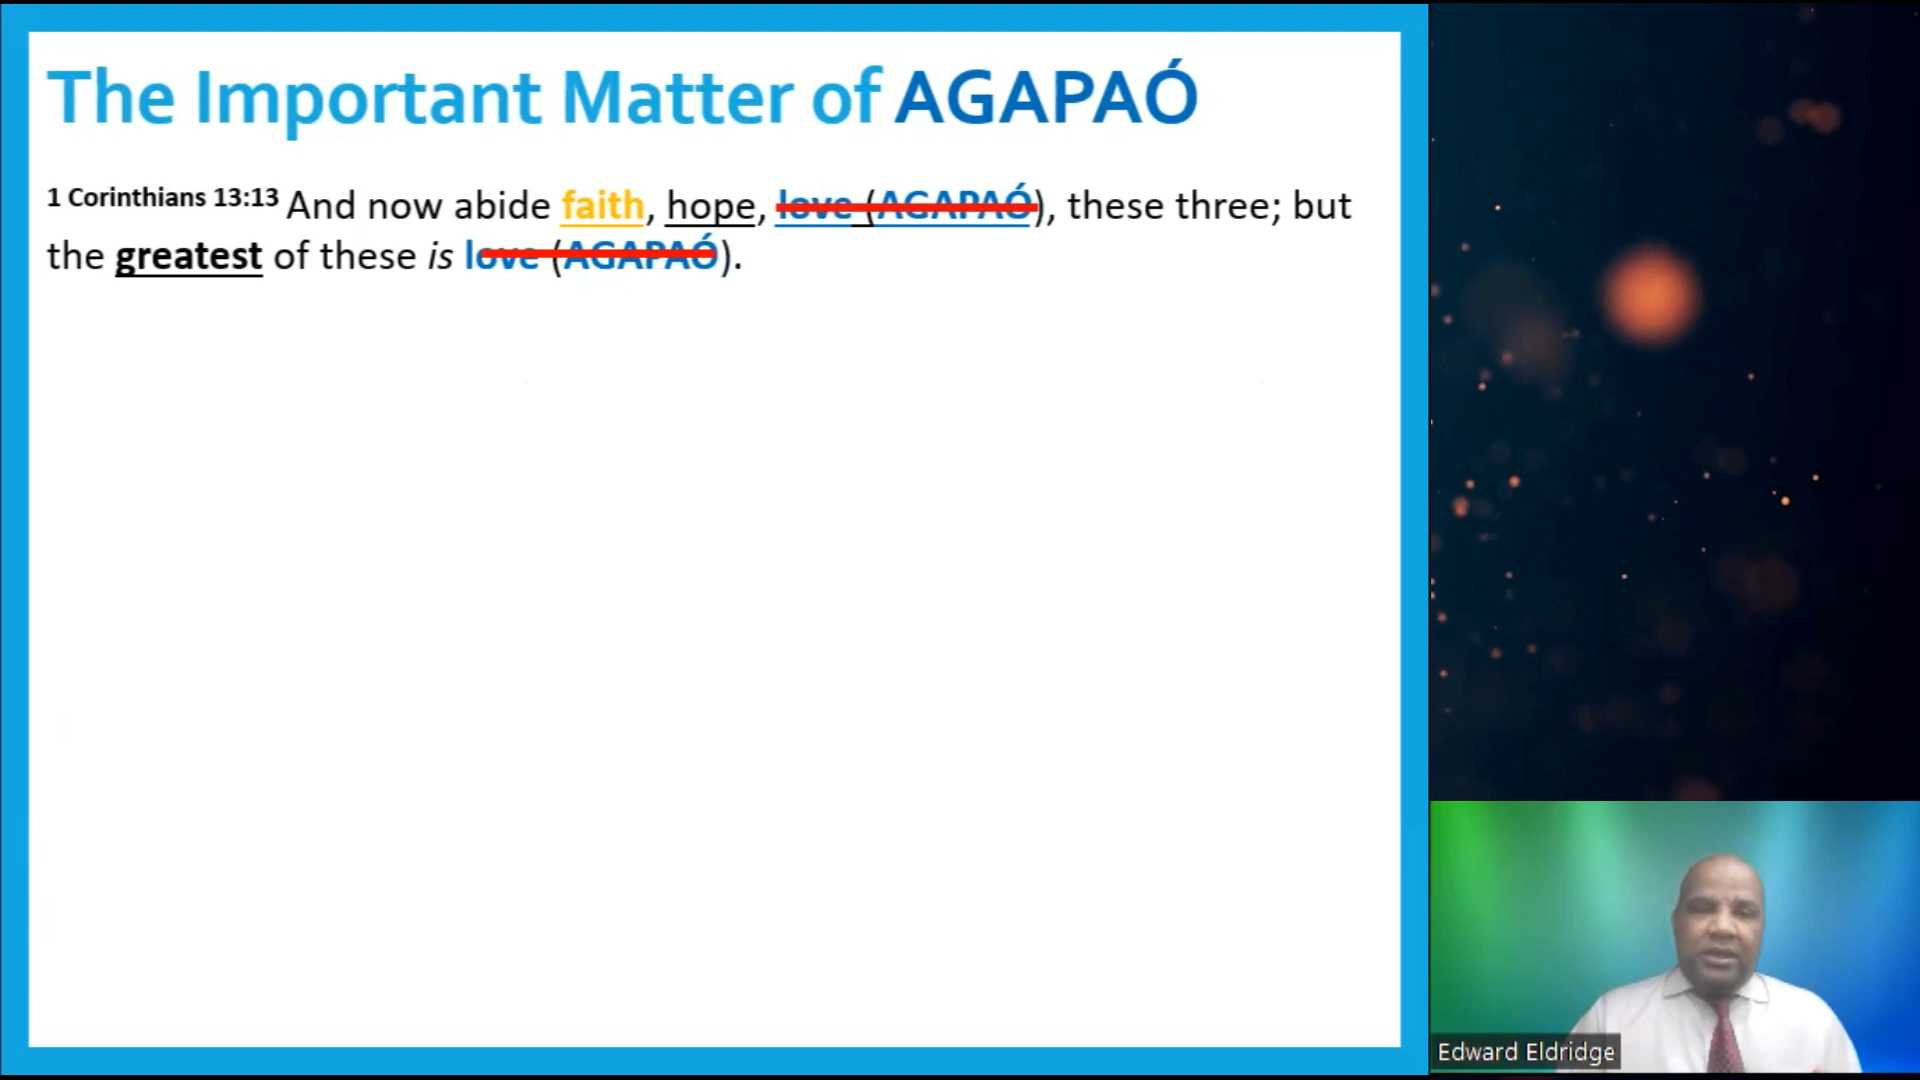 The Important Matter of AGAPAÓ
1 Corinthians 13:13 And now abide faith, hope, love (AGAPAÓ), these three; but
the greatest of these is love (AGAPAÓ).
Edward Eldridge